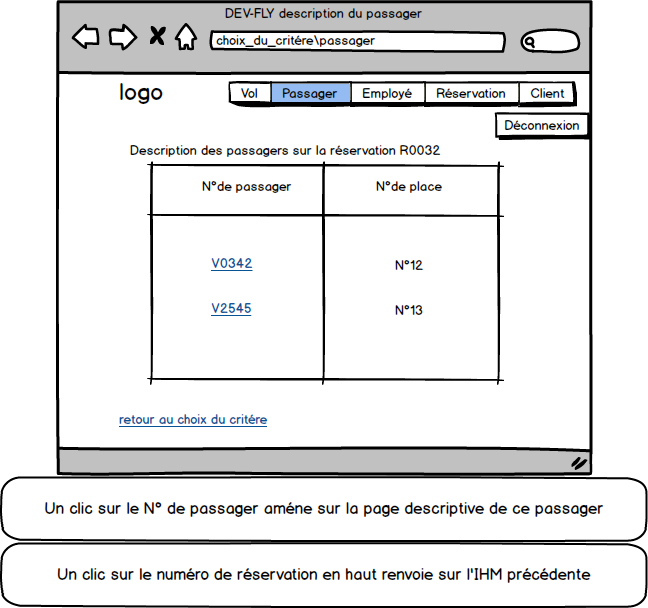 DEV-FLY description du passager
choix_du_critére\passager
logo
Vol Passager Employé Réservation Client
Déconnexion
Description des passagers sur la réservation R0032
N°de passager N°de place
V0342 N°12
V2545 N°13
retour au choix du critére
Un clic sur le N° de passager améne sur la page descriptive de ce passager
Un clic sur le numéro de réservation en haut renvoie sur l'IHM précédente